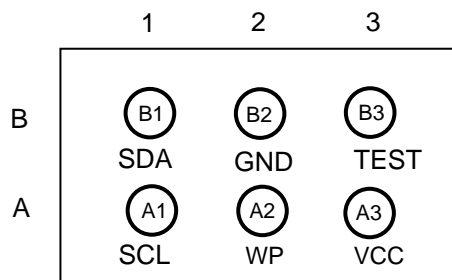 1 2 3
B B1 B2 B3
SDA GND TEST
A A1 A2 A3
SCL WP VCC